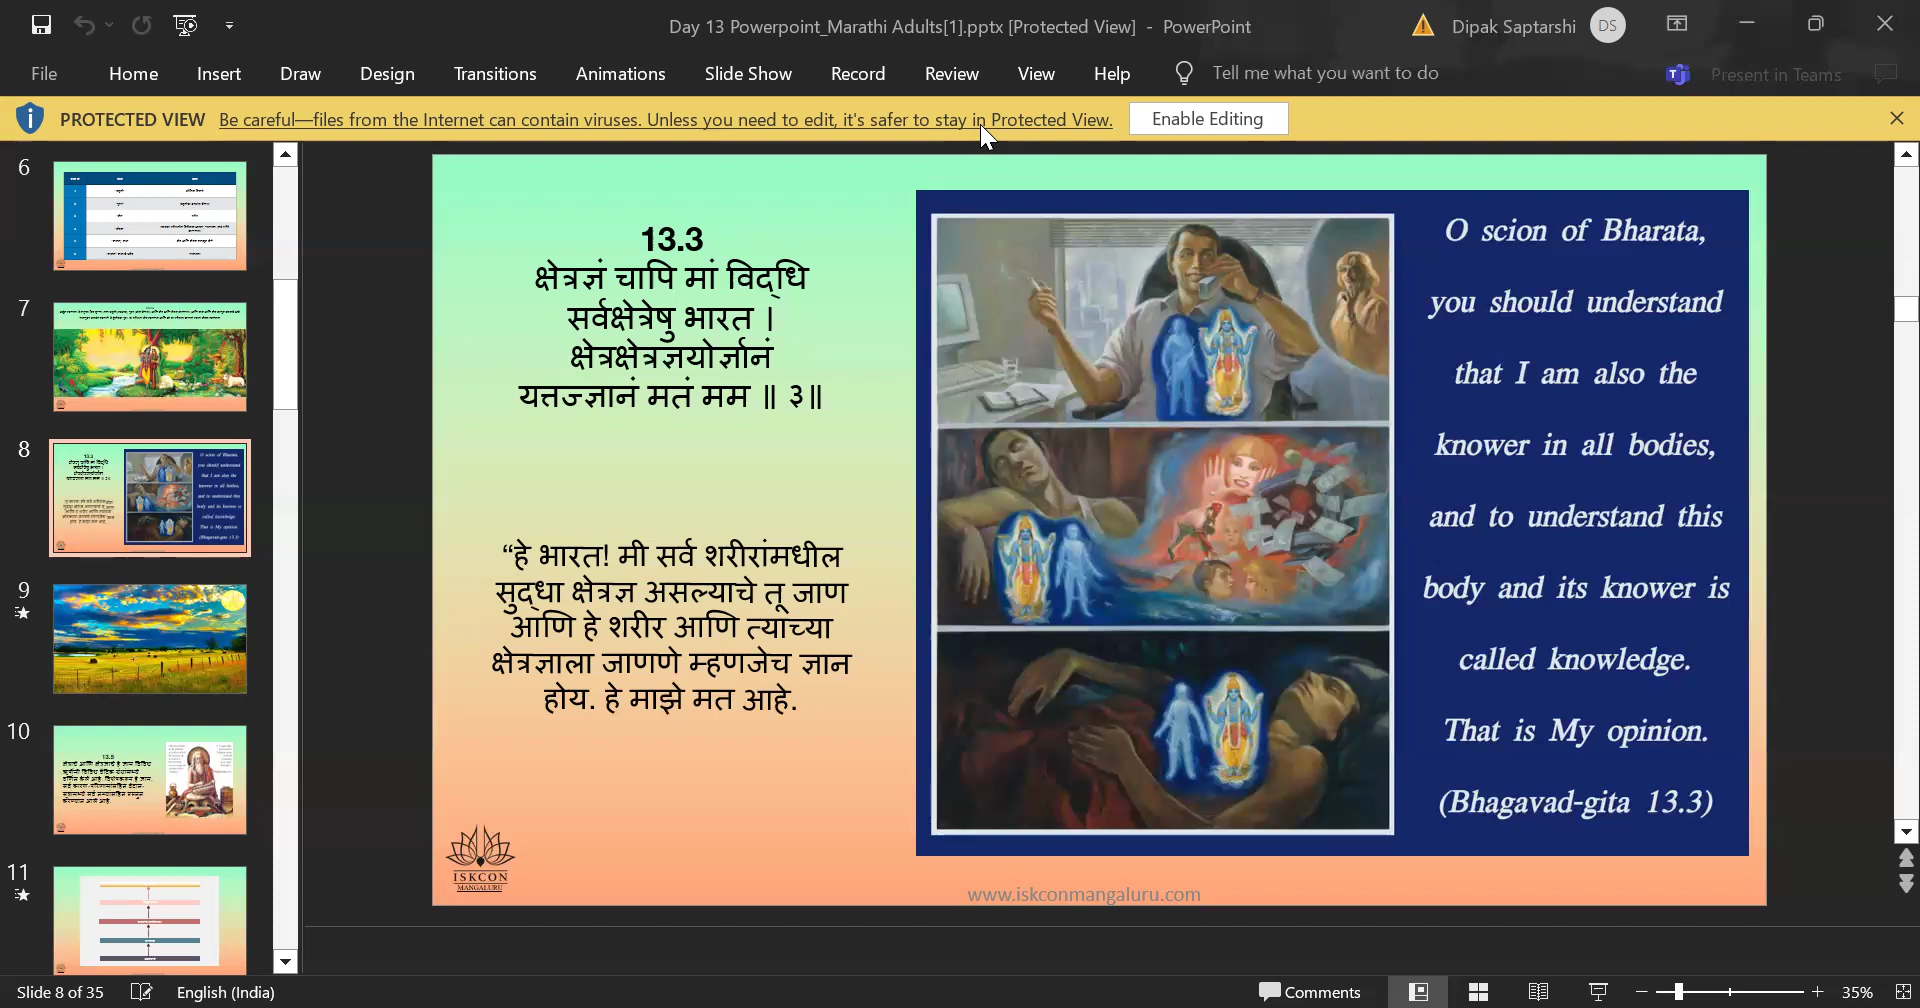 Day 13 Powerpoint_Marathi Adults[1].pptx [Protected View] - PowerPoint
Dipak Saptarshi
DS
File Home Insert Draw Design Transitions Animations Slide Show Record Review View Help Tell me what you want to do
Present in Teams
PROTECTED VIEW Be careful—files from the Internet can contain viruses. Unless you need to edit, it's safer to stay in Protected View. Enable Editing
6
7
8
9
10
11
13.3
क्षेत्रज्ञं चापि मां विद्धि
सर्वक्षेत्रेषु भारत |
क्षेत्रक्षेत्रज्ञयोर्ज्ञानं
यत्तज्ज्ञानं मतं मम || ३||
“हे भारत! मी सर्व शरीरांमधील
सुद्धा क्षेत्रज्ञ असल्याचे तू जाण
आणि हे शरीर आणि त्याच्या
क्षेत्रज्ञाला जाणणे म्हणजेच ज्ञान
होय. हे माझे मत आहे.
O scion of Bharata,
you should understand
that I am also the
knower in all bodies,
and to understand this
body and its knower is
called knowledge.
That is My opinion.
(Bhagavad-gita 13.3)
ISKCON
MANGALURU
www.iskconmangaluru.com
Slide 8 of 35
English (India)
Comments
35%